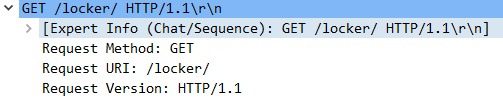 GET /locker/ HTTP/1.1\r\n
[Expert Info (Chat/Sequence): GET /locker/ HTTP/1.1\r\n]
Request Method: GET
Request URI: /locker/
Request Version: HTTP/1.1